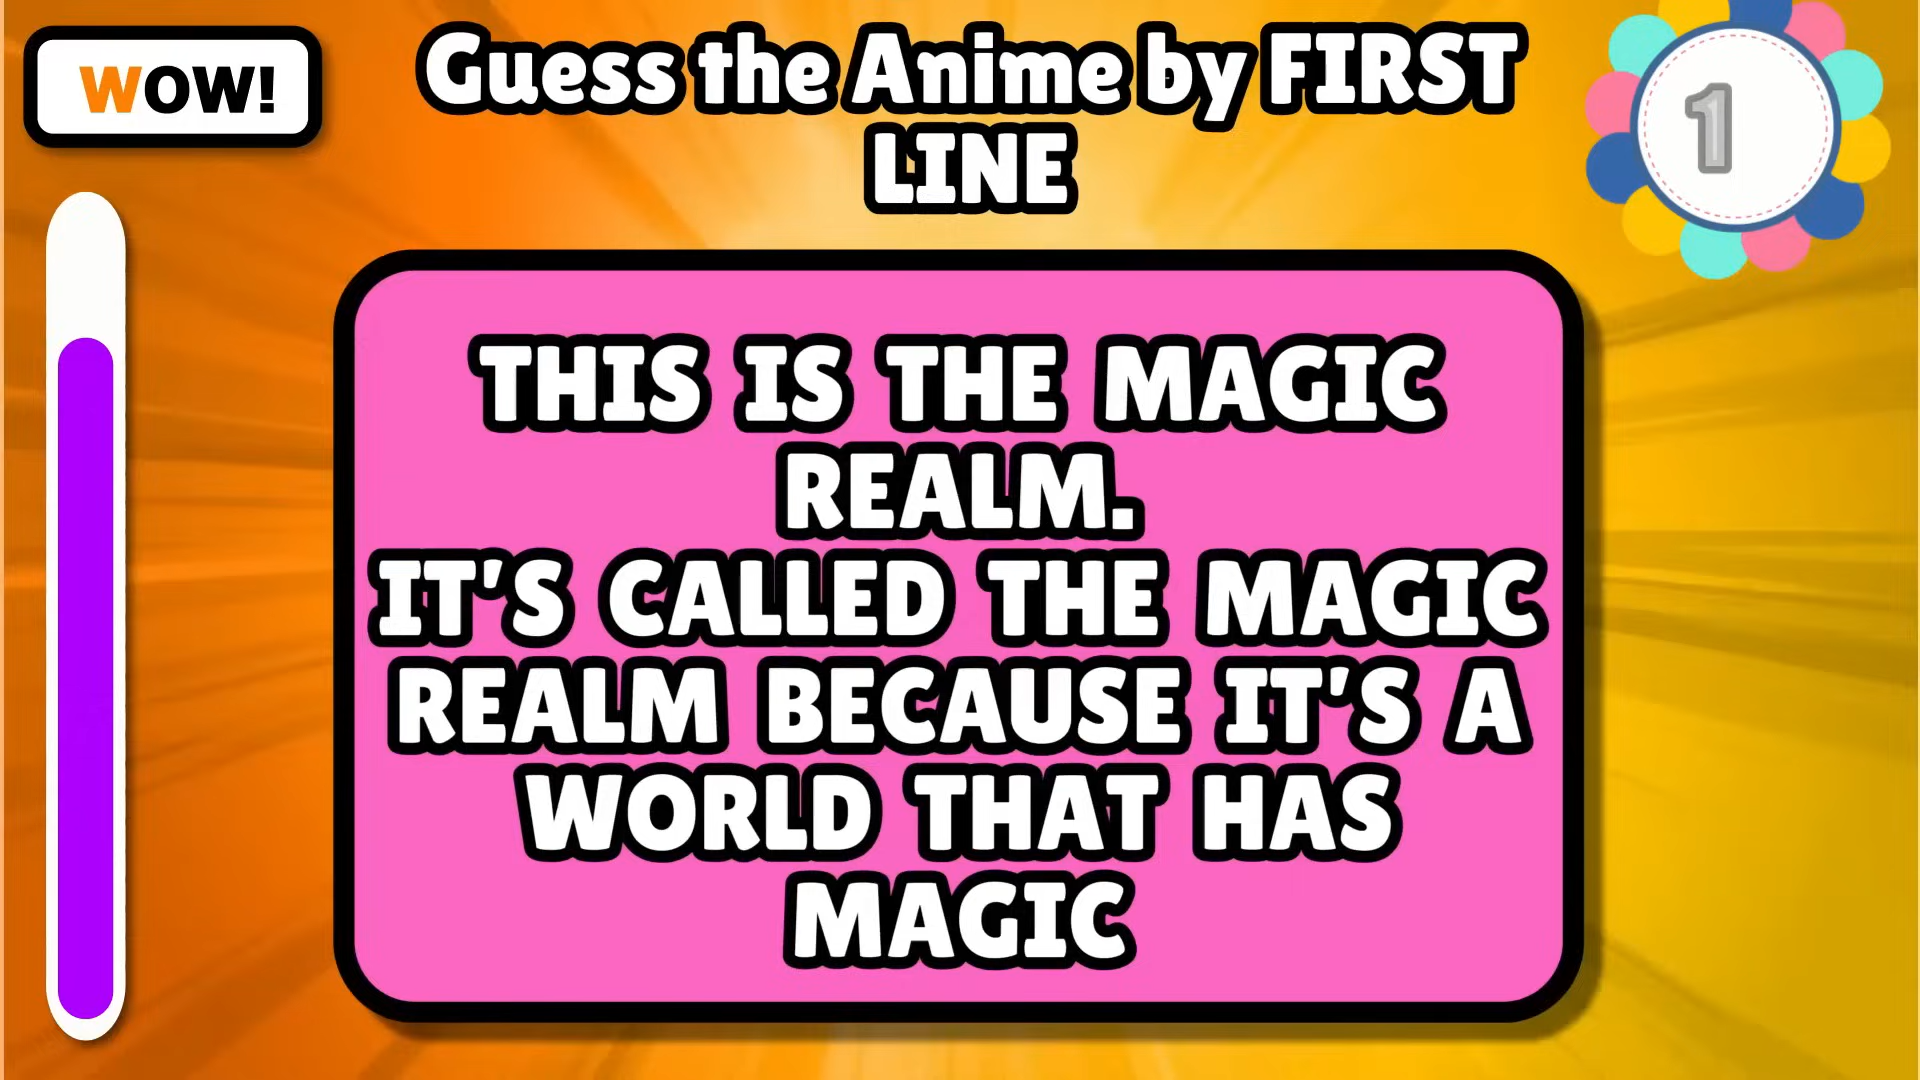 WOW!
Guess the Anime by FIRST
LINE
1
THIS IS THE MAGIC
REALM.
IT'S CALLED THE MAGIC
REALM BECAUSE IT'S A
WORLD THAT HAS
MAGIC